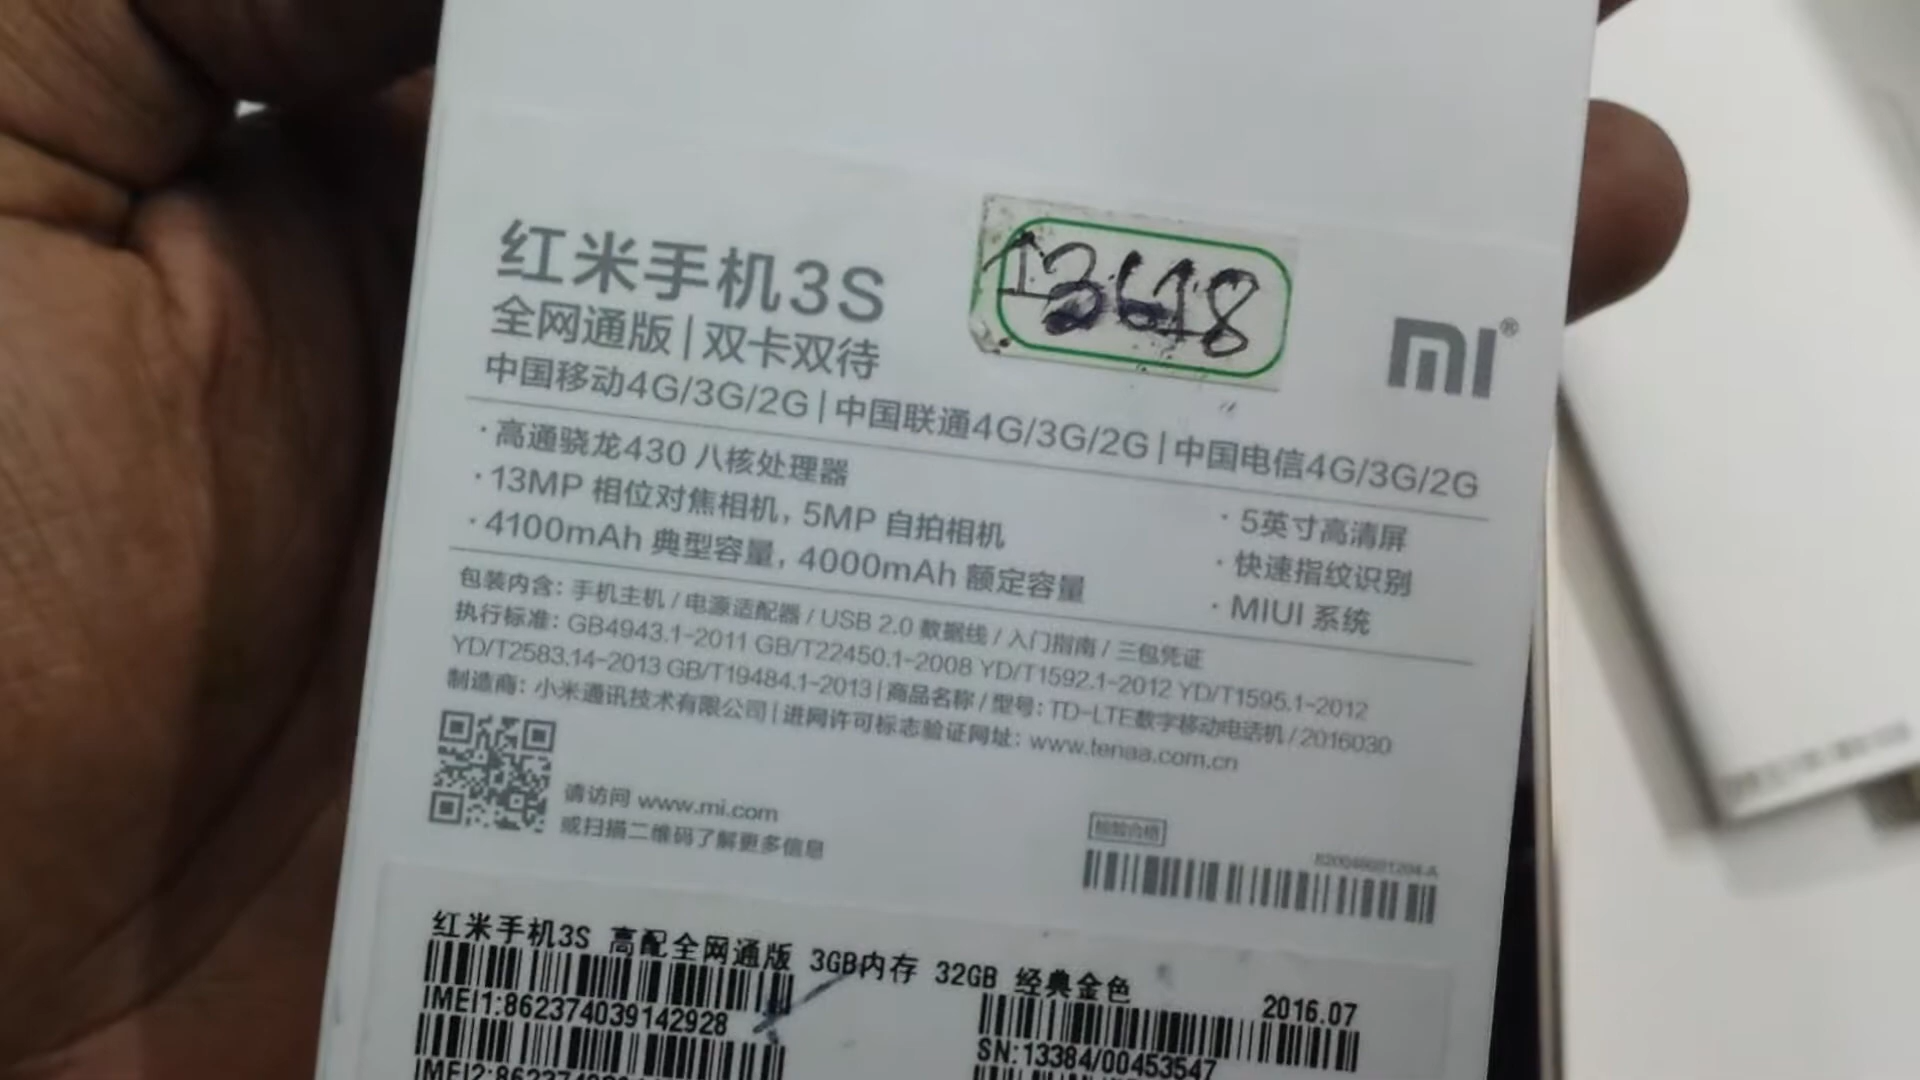 红米手机3S
全网通版 | 双卡双待
mi®
中国移动4G/3G/2G | 中国联通4G/3G/2G | 中国电信4G/3G/2G
· 高通骁龙430 八核处理器
· 13MP 相位对焦相机, 5MP 自拍相机
· 4100mAh 典型容量, 4000mAh 额定容量
· 5英寸高清屏
· 快速指纹识别
· MIUI 系统
包装内含: 手机主机 / 电源适配器 / USB 2.0 数据线 / 入门指南 / 三包凭证
执行标准: GB4943.1-2011 GB/T22450.1-2008 YD/T1592.1-2012 YD/T1595.1-2012
YD/T2583.14-2013 GB/T19484.1-2013 | 商品名称 / 型号: TD-LTE数字移动电话机 / 2016030
制造商: 小米通讯技术有限公司 | 进网许可标志验证网址: www.tenaa.com.cn
请访问 www.mi.com
或扫描二维码了解更多信息
检验合格
红米手机3S 高配全网通版 3GB内存 32GB 经典金色
2016.07
IMEI1:862374039142928
SN:13384/00453547